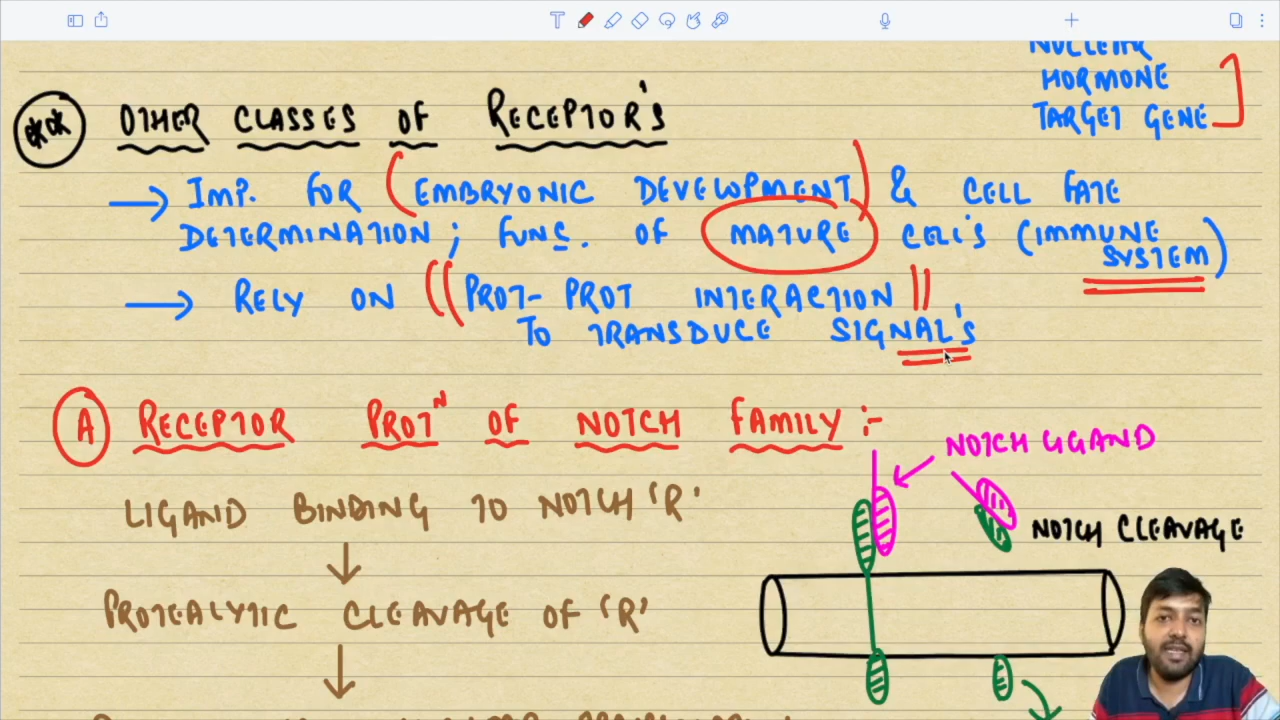 NUCLEAR
HORMONE
TARGET GENE
OTHER CLASSES OF RECEPTOR'S
→ IMP. FOR (EMBRYONIC DEVELOPMENT) & CELL FATE
DETERMINATION ; FUNC. OF MATURE CELL'S (IMMUNE SYSTEM)
→ RELY ON ((PROT-PROT INTERACTION))
TO TRANSDUCE SIGNAL'S
A RECEPTOR PROTN OF NOTCH FAMILY :-
NOTCH LIGAND
LIGAND BINDING TO NOTCH 'R'
NOTCH CLEAVAGE
PROTEALYTIC CLEAVAGE OF 'R'